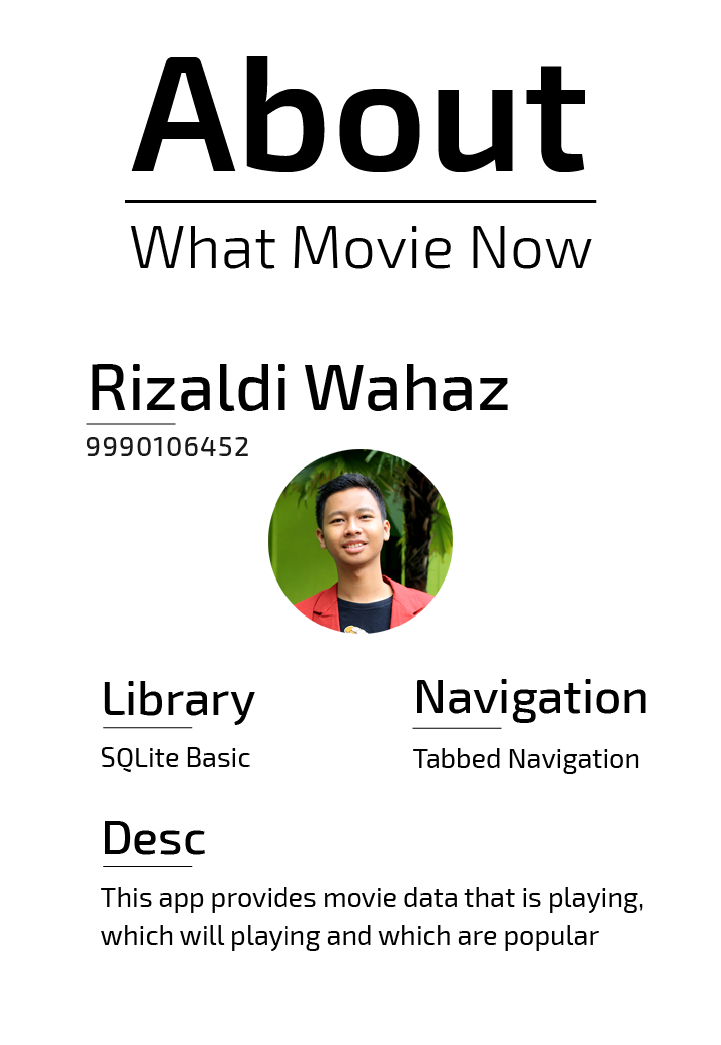 About
What Movie Now
Rizaldi Wahaz
9990106452
Library
SQLite Basic
Navigation
Tabbed Navigation
Desc
This app provides movie data that is playing,
which will playing and which are popular